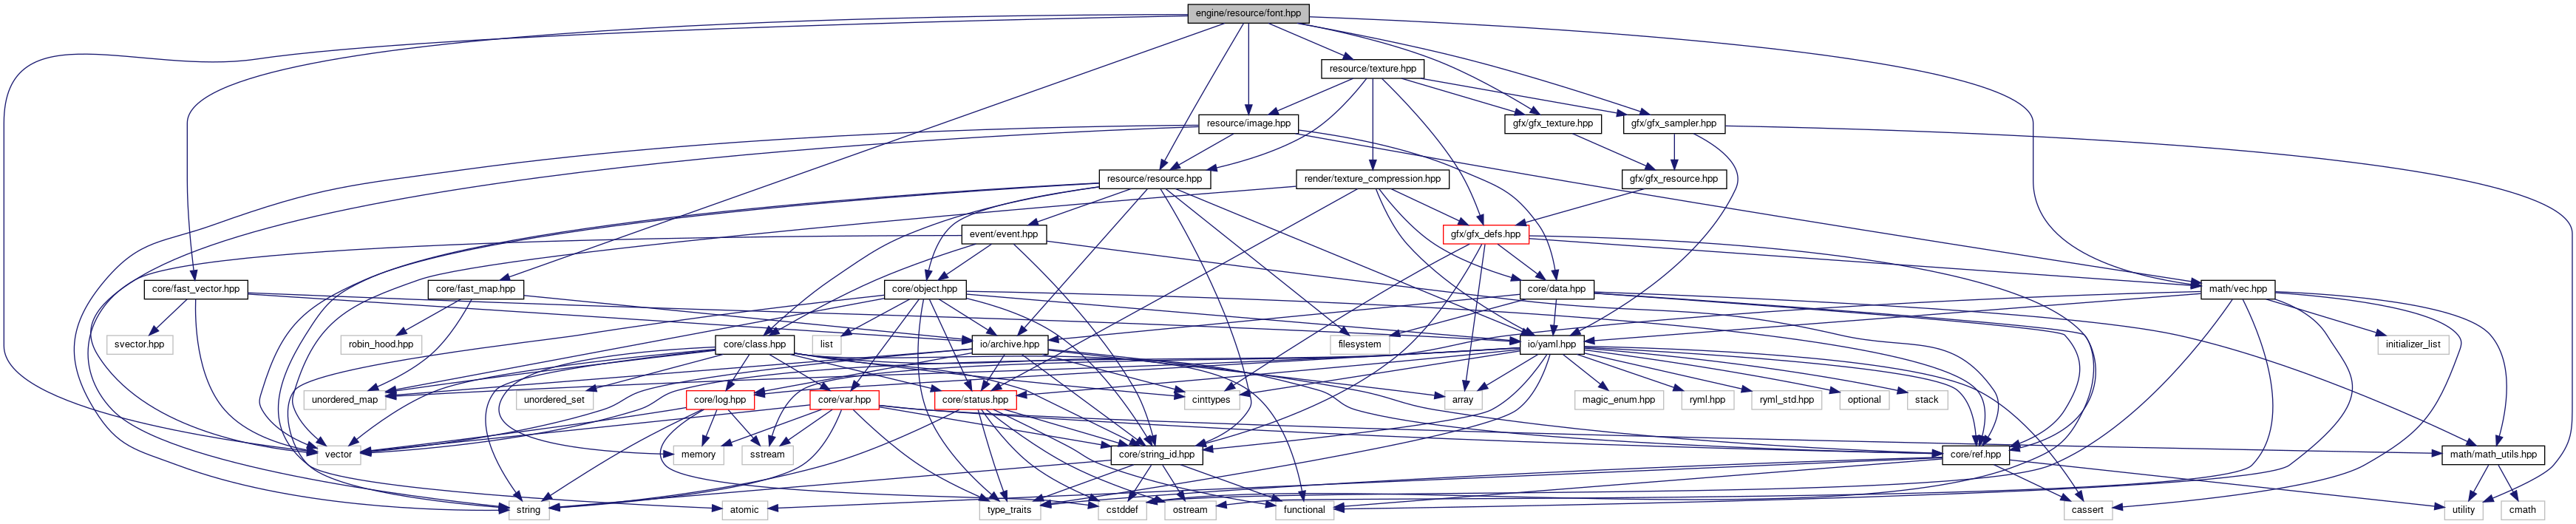 engine/resource/font.hpp
resource/texture.hpp
resource/image.hpp
gfx/gfx_texture.hpp
gfx/gfx_sampler.hpp
resource/resource.hpp
render/texture_compression.hpp
gfx/gfx_resource.hpp
event/event.hpp
gfx/gfx_defs.hpp
core/fast_vector.hpp
core/fast_map.hpp
core/object.hpp
core/data.hpp
math/vec.hpp
svector.hpp
robin_hood.hpp
core/class.hpp
list
io/archive.hpp
filesystem
io/yaml.hpp
initializer_list
unordered_map
unordered_set
core/log.hpp
core/var.hpp
core/status.hpp
cinttypes
array
magic_enum.hpp
ryml.hpp
ryml_std.hpp
optional
stack
vector
memory
sstream
core/string_id.hpp
core/ref.hpp
math/math_utils.hpp
string
atomic
type_traits
cstddef
ostream
functional
cassert
utility
cmath